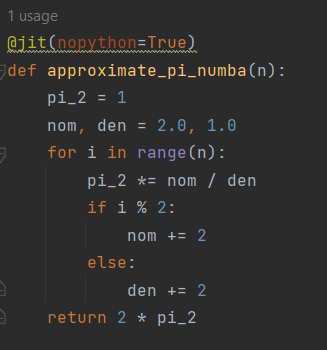 1 usage
@jit(nopython=True)
def approximate_pi_numba(n):
    pi_2 = 1
    nom, den = 2.0, 1.0
    for i in range(n):
        pi_2 *= nom / den
        if i % 2:
            nom += 2
        else:
            den += 2
    return 2 * pi_2